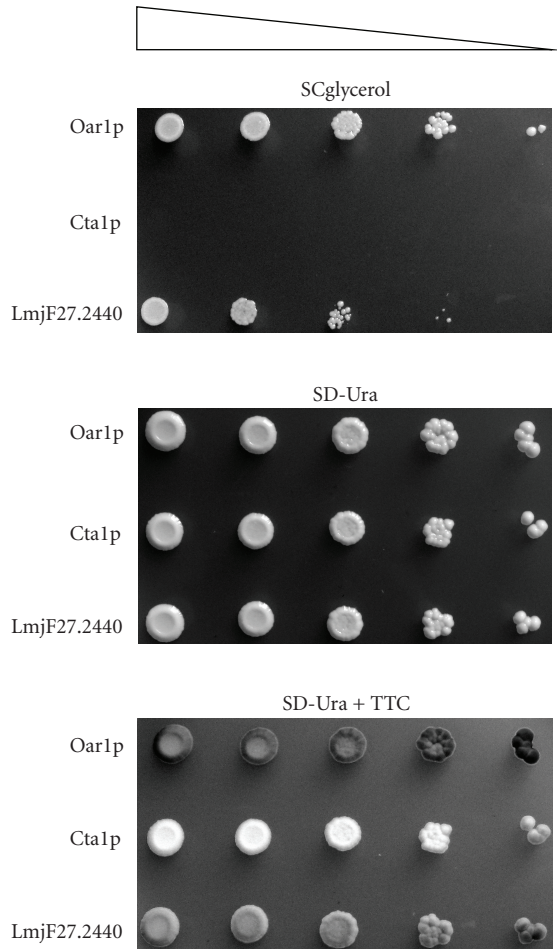 SCglycerol
Oar1p
Cta1p
LmjF27.2440
SD-Ura
Oar1p
Cta1p
LmjF27.2440
SD-Ura + TTC
Oar1p
Cta1p
LmjF27.2440